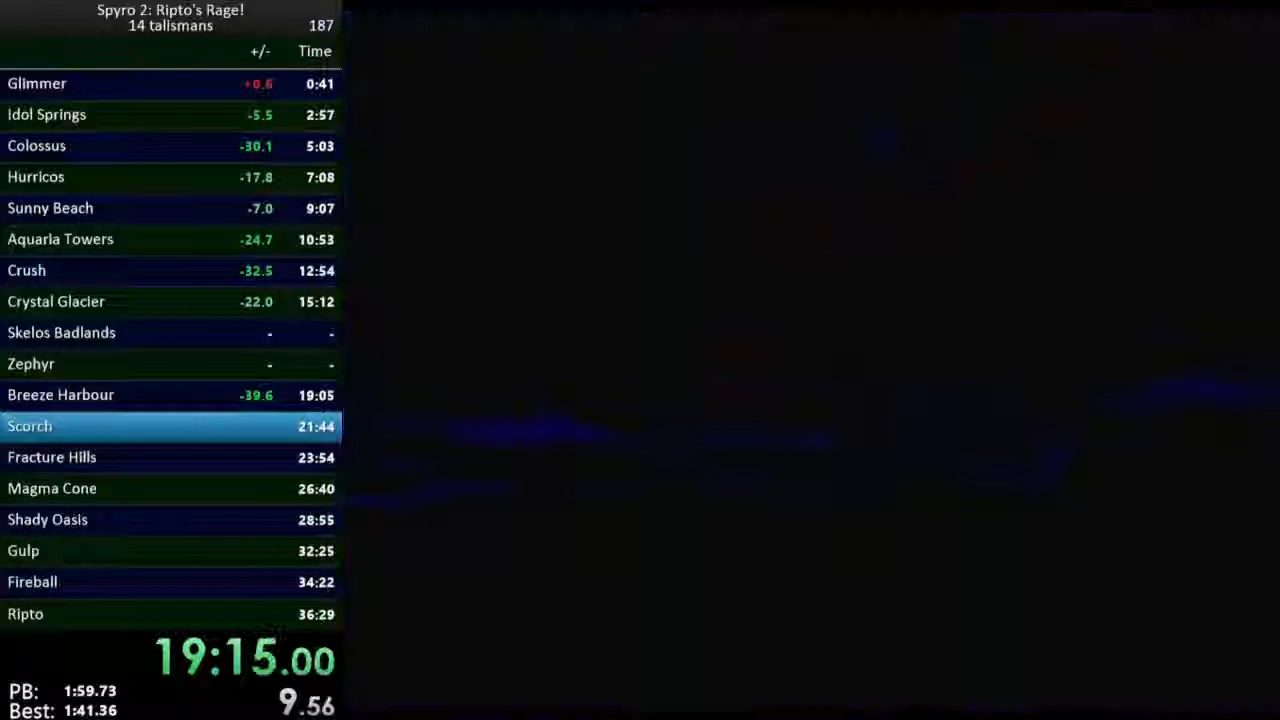 Spyro 2: Ripto's Rage!
14 talismans 187
+/- Time
Glimmer +0.6 0:41
Idol Springs -5.5 2:57
Colossus -30.1 5:03
Hurricos -17.8 7:08
Sunny Beach -7.0 9:07
Aquaria Towers -24.7 10:53
Crush -32.5 12:54
Crystal Glacier -22.0 15:12
Skelos Badlands - -
Zephyr - -
Breeze Harbour -39.6 19:05
Scorch 21:44
Fracture Hills 23:54
Magma Cone 26:40
Shady Oasis 28:55
Gulp 32:25
Fireball 34:22
Ripto 36:29
19:15.00
PB: 1:59.73
Best: 1:41.36
9.56